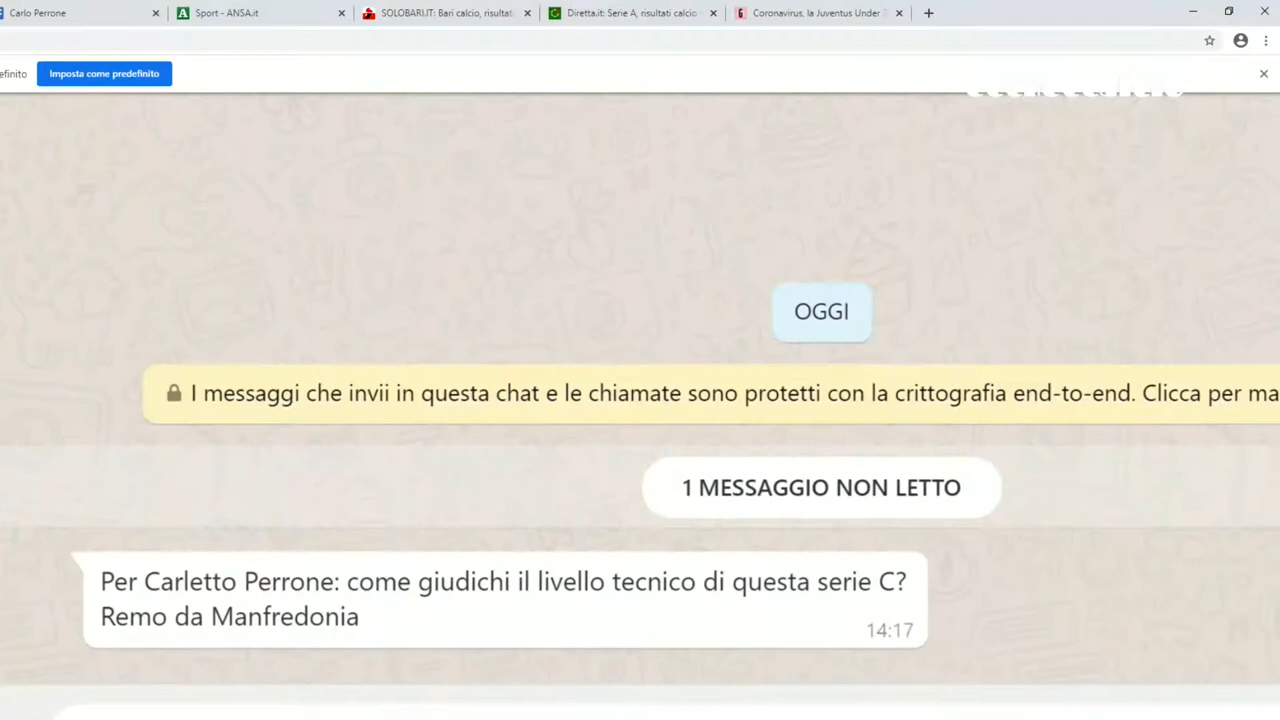 Carlo Perrone
Sport - ANSA.it
SOLOBARI.IT: Bari calcio, risultat
Diretta.it: Serie A, risultati calcio
Coronavirus, la Juventus Under 2
efinito
Imposta come predefinito
OGGI
I messaggi che invii in questa chat e le chiamate sono protetti con la crittografia end-to-end. Clicca per ma
1 MESSAGGIO NON LETTO
Per Carletto Perrone: come giudichi il livello tecnico di questa serie C?
Remo da Manfredonia
14:17